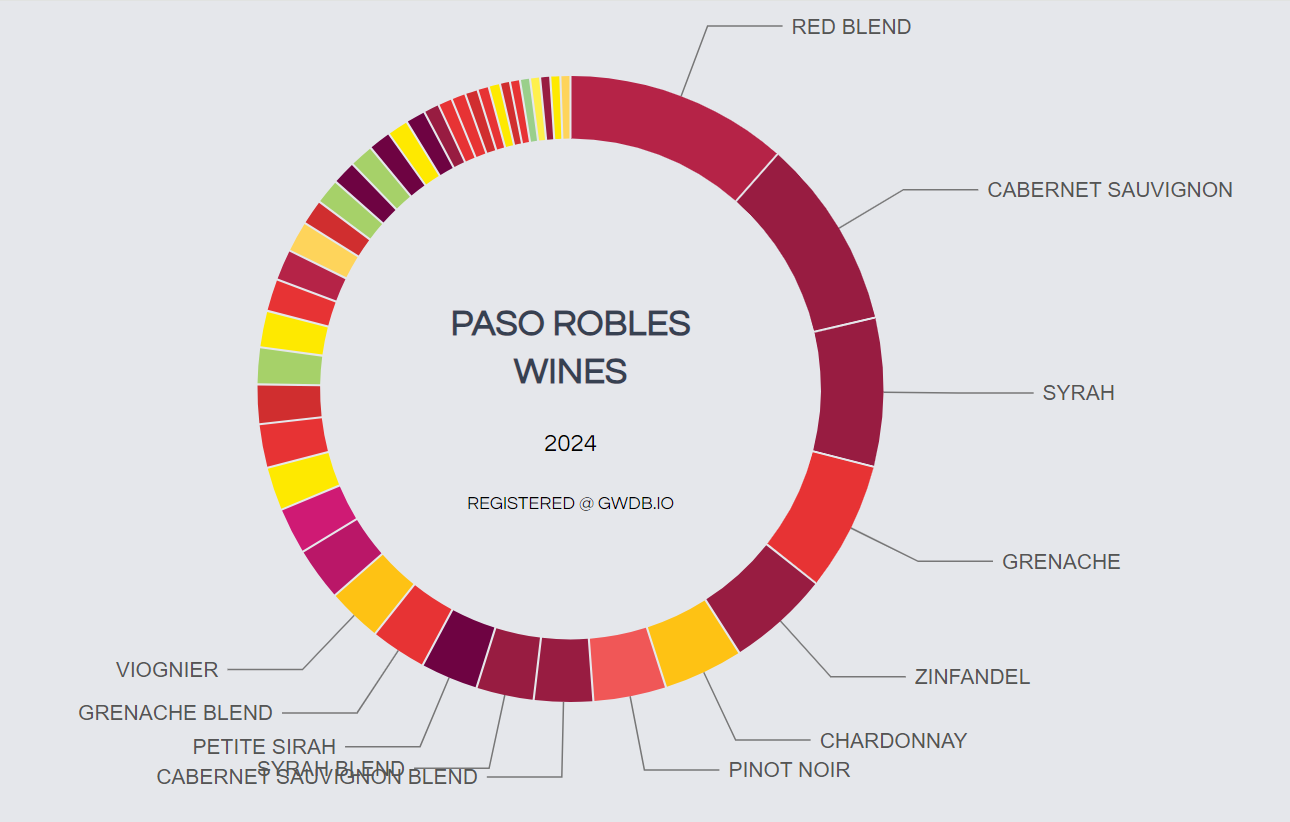 RED BLEND
CABERNET SAUVIGNON
PASO ROBLES
WINES
SYRAH
2024
REGISTERED @ GWDB.IO
GRENACHE
VIOGNIER
ZINFANDEL
GRENACHE BLEND
CHARDONNAY
PETITE SIRAH
SYRAH BLEND
PINOT NOIR
CABERNET SAUVIGNON BLEND